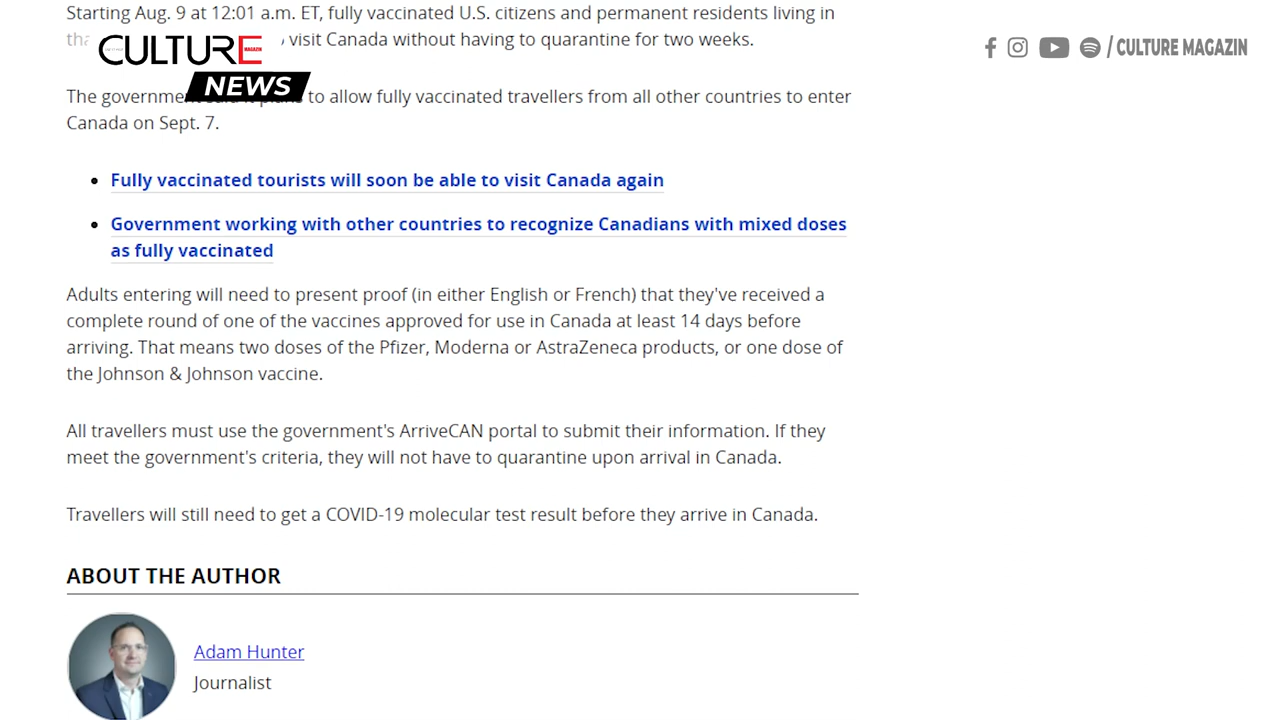 Starting Aug. 9 at 12:01 a.m. ET, fully vaccinated U.S. citizens and permanent residents living in
visit Canada without having to quarantine for two weeks.
CULTURE
MAGAZIN
NEWS
/ CULTURE MAGAZIN
The governme to allow fully vaccinated travellers from all other countries to enter
Canada on Sept. 7.
Fully vaccinated tourists will soon be able to visit Canada again
Government working with other countries to recognize Canadians with mixed doses
as fully vaccinated
Adults entering will need to present proof (in either English or French) that they've received a
complete round of one of the vaccines approved for use in Canada at least 14 days before
arriving. That means two doses of the Pfizer, Moderna or AstraZeneca products, or one dose of
the Johnson & Johnson vaccine.
All travellers must use the government's ArriveCAN portal to submit their information. If they
meet the government's criteria, they will not have to quarantine upon arrival in Canada.
Travellers will still need to get a COVID-19 molecular test result before they arrive in Canada.
ABOUT THE AUTHOR
Adam Hunter
Journalist